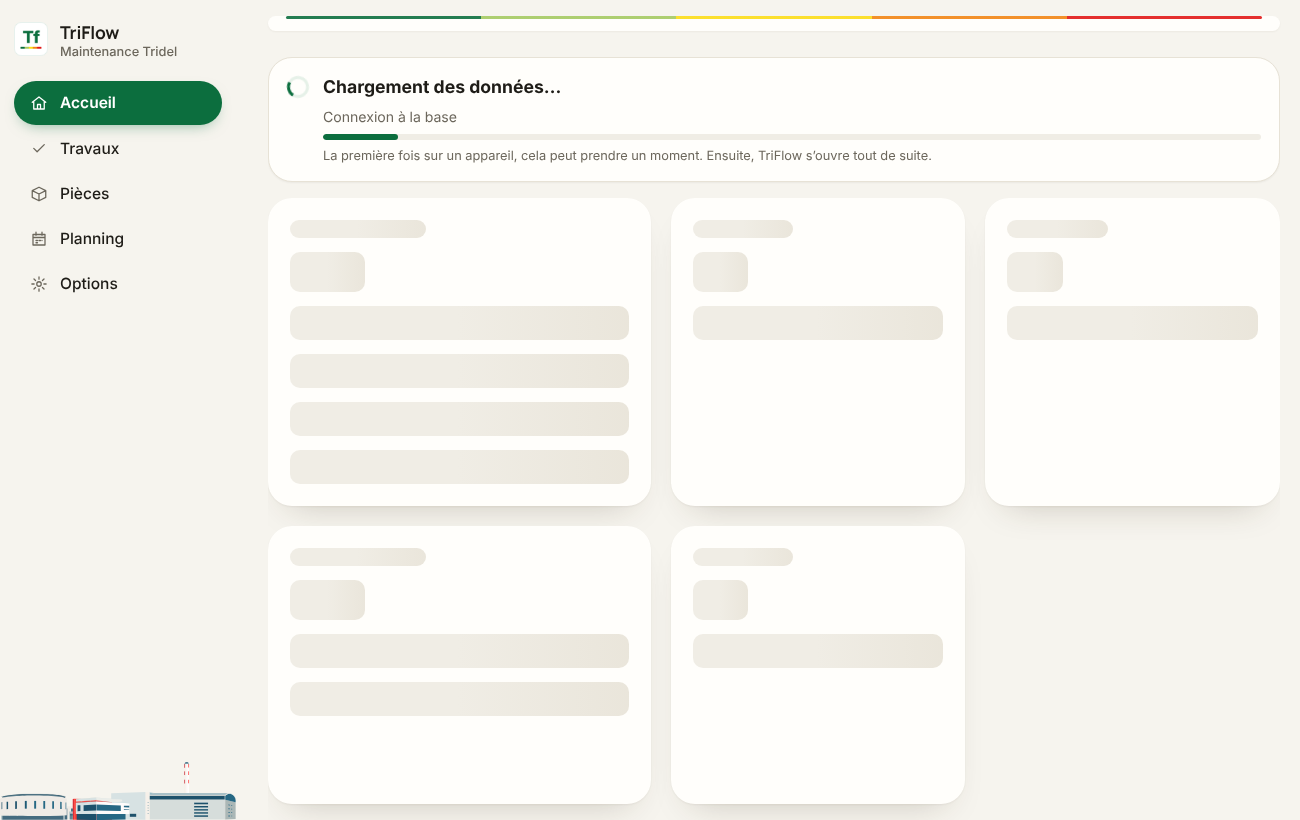 Tf
TriFlow
Maintenance Tridel
Accueil
Travaux
Pièces
Planning
Options
Chargement des données…
Connexion à la base
La première fois sur un appareil, cela peut prendre un moment. Ensuite, TriFlow s’ouvre tout de suite.